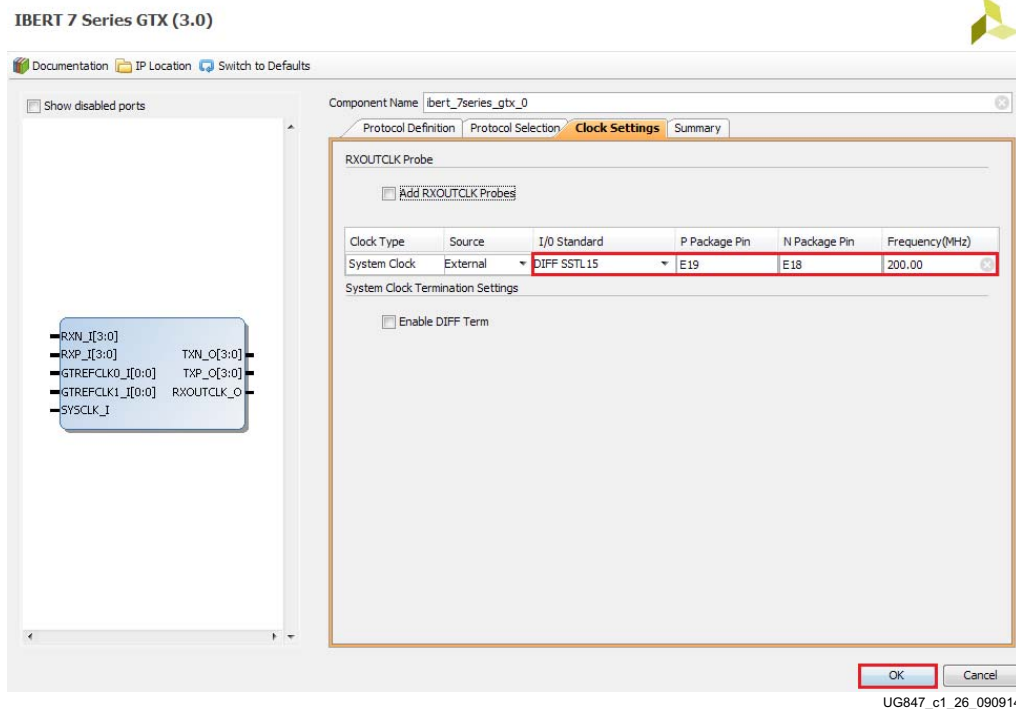 IBERT 7 Series GTX (3.0)
Documentation IP Location Switch to Defaults
Show disabled ports
Component Name ibert_7series_gtx_0
Protocol Definition Protocol Selection Clock Settings Summary
RXOUTCLK Probe
Add RXOUTCLK Probes
Clock Type Source I/0 Standard P Package Pin N Package Pin Frequency(MHz)
System Clock External DIFF SSTL15 E19 E18 200.00
System Clock Termination Settings
Enable DIFF Term
RXN_I[3:0]
RXP_I[3:0] TXN_O[3:0]
GTREFCLK0_I[0:0] TXP_O[3:0]
GTREFCLK1_I[0:0] RXOUTCLK_O
SYSCLK_I
OK Cancel
UG847_c1_26_090914